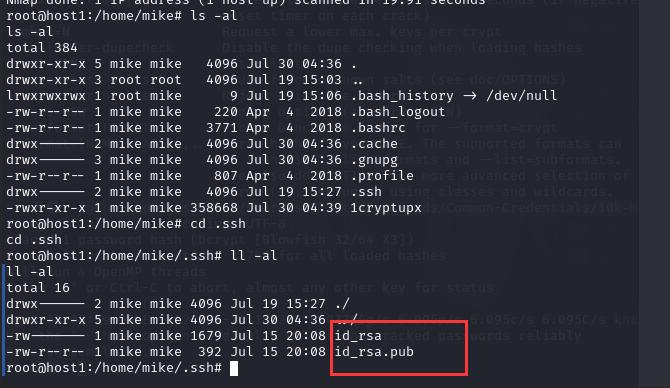 Nmap done: 1 IP address (1 host up) scanned in 19.91 seconds
root@host1:/home/mike# ls -al
ls -al
total 384
drwxr-xr-x 5 mike mike   4096 Jul 30 04:36 .
drwxr-xr-x 3 root root   4096 Jul 19 15:03 ..
lrwxrwxrwx 1 root mike      9 Jul 19 15:06 .bash_history -> /dev/null
-rw-r--r-- 1 mike mike    220 Apr  4  2018 .bash_logout
-rw-r--r-- 1 mike mike   3771 Apr  4  2018 .bashrc
drwx------ 2 mike mike   4096 Jul 30 04:36 .cache
drwx------ 3 mike mike   4096 Jul 30 04:36 .gnupg
-rw-r--r-- 1 mike mike    807 Apr  4  2018 .profile
drwx------ 2 mike mike   4096 Jul 19 15:27 .ssh
-rwxr-xr-x 1 mike mike 358668 Jul 30 04:39 1cryptupx
root@host1:/home/mike# cd .ssh
cd .ssh
root@host1:/home/mike/.ssh# ll -al
ll -al
total 16
drwx------ 2 mike mike 4096 Jul 19 15:27 ./
drwxr-xr-x 5 mike mike 4096 Jul 30 04:36 ../
-rw------- 1 mike mike 1679 Jul 15 20:08 id_rsa
-rw-r--r-- 1 mike mike  392 Jul 15 20:08 id_rsa.pub
root@host1:/home/mike/.ssh#